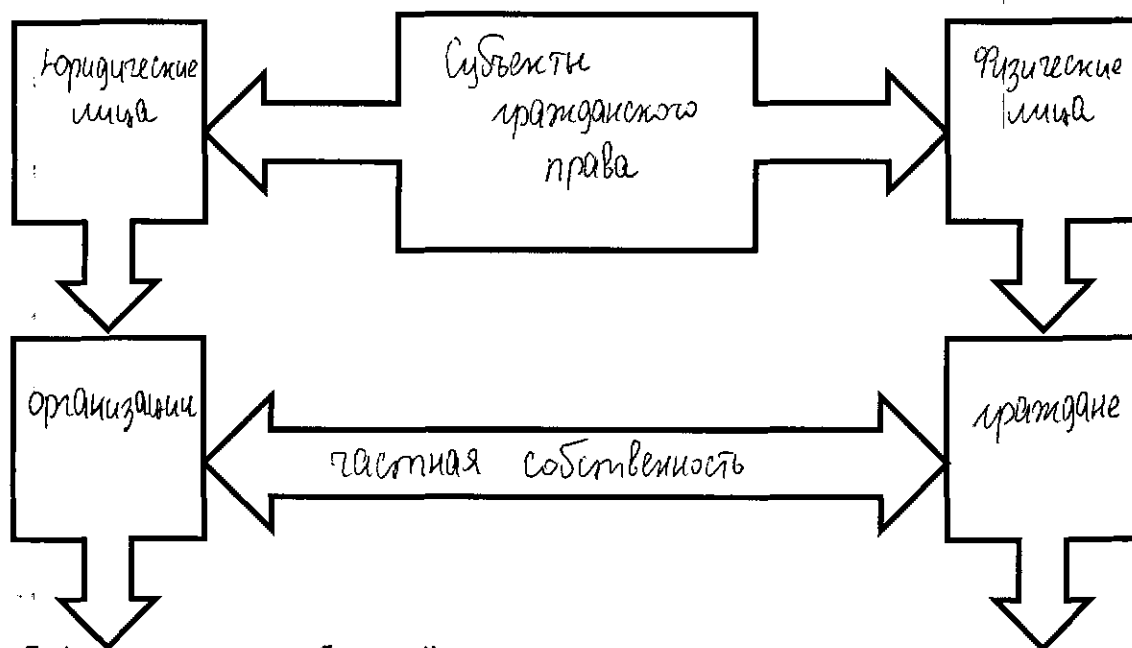 Юридические
лица
Субъекты
гражданского
права
Физические
лица
организации
частная собственность
граждане